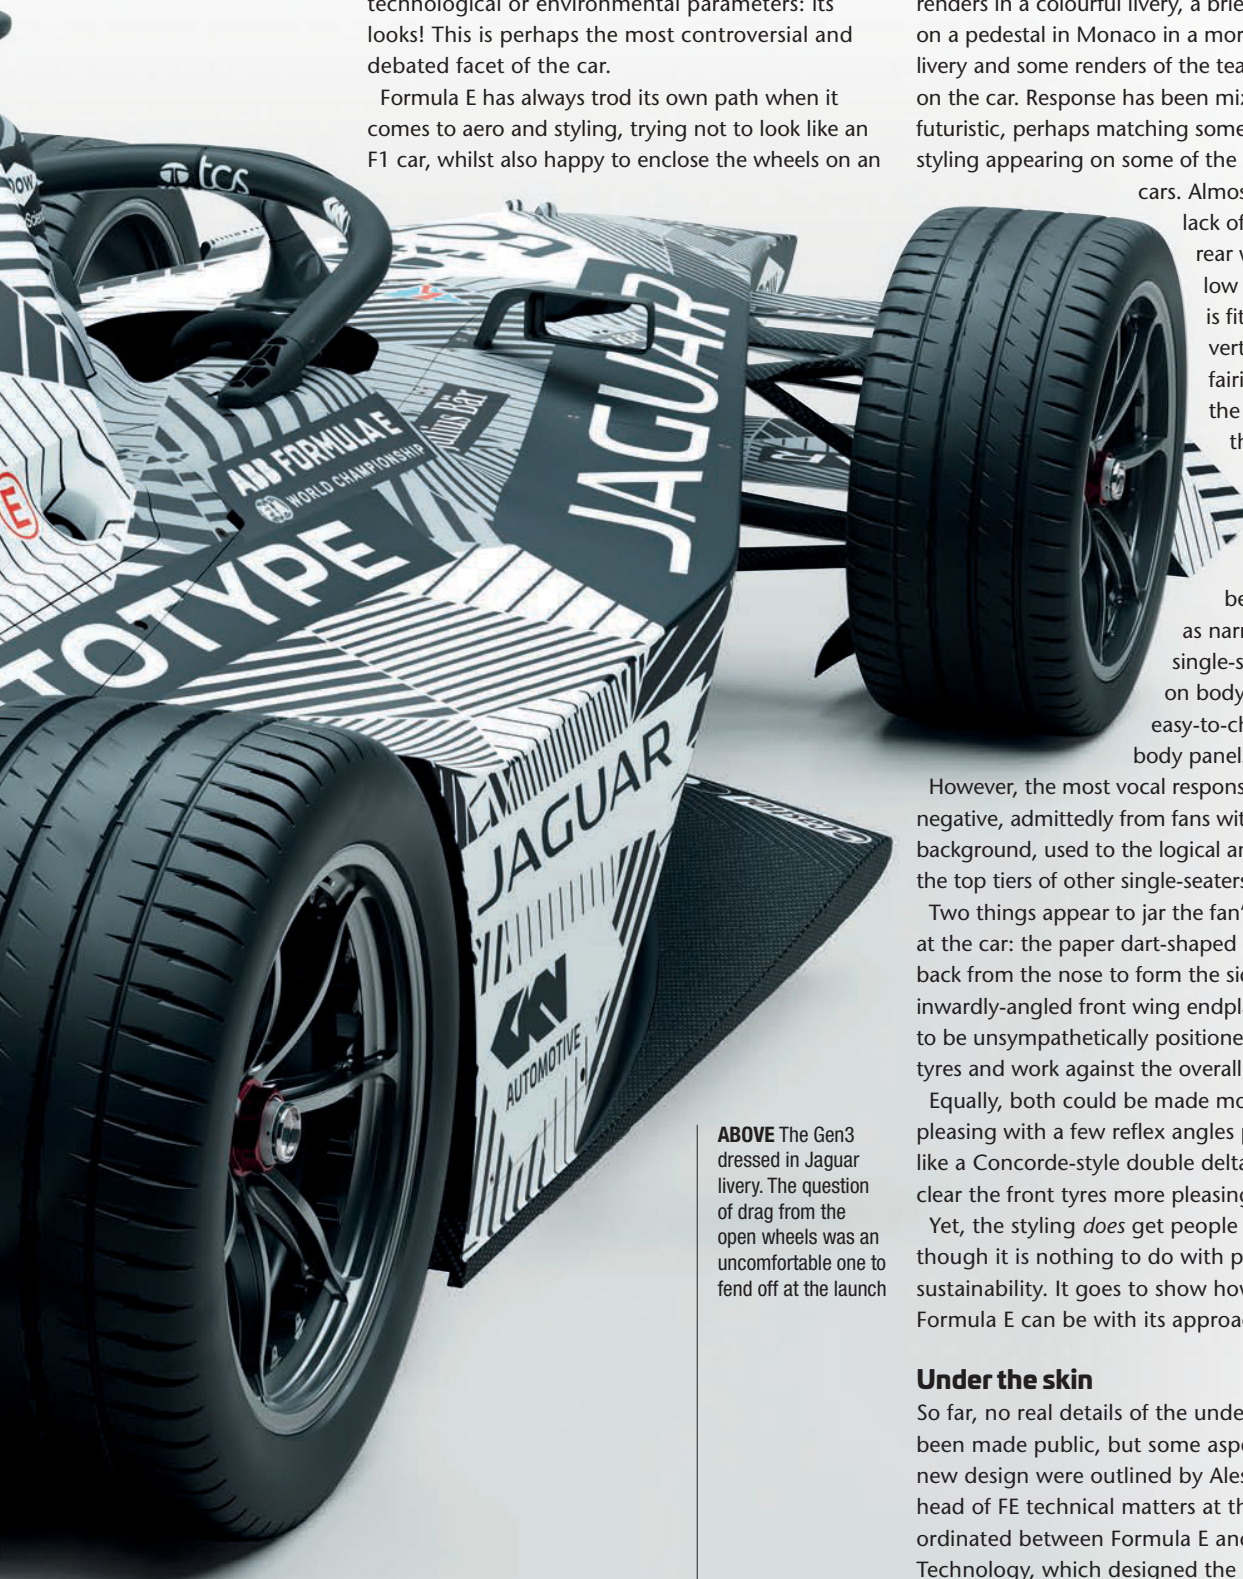 technological or environmental parameters: its
looks! This is perhaps the most controversial and
debated facet of the car.
Formula E has always trod its own path when it
comes to aero and styling, trying not to look like an
F1 car, whilst also happy to enclose the wheels on an
renders in a colourful livery, a brie
on a pedestal in Monaco in a mor
livery and some renders of the tea
on the car. Response has been mix
futuristic, perhaps matching some
styling appearing on some of the
cars. Almos
lack of
rear w
low
is fit
vert
fairi
the
th
be
as narr
single-s
on body
easy-to-ch
body panel
However, the most vocal respons
negative, admittedly from fans wit
background, used to the logical an
the top tiers of other single-seaters
Two things appear to jar the fan'
at the car: the paper dart-shaped
back from the nose to form the sid
inwardly-angled front wing endpla
to be unsympathetically positione
tyres and work against the overall
Equally, both could be made mo
pleasing with a few reflex angles p
like a Concorde-style double delta
clear the front tyres more pleasing
Yet, the styling does get people
though it is nothing to do with p
sustainability. It goes to show how
Formula E can be with its approac
Under the skin
So far, no real details of the unde
been made public, but some aspe
new design were outlined by Ales
head of FE technical matters at th
ordinated between Formula E and
Technology, which designed the
ABOVE The Gen3
dressed in Jaguar
livery. The question
of drag from the
open wheels was an
uncomfortable one to
fend off at the launch
tcs
JAGUAR
Julius Bär
ABB FORMULA E
FIA WORLD CHAMPIONSHIP
TOTYPE
JAGUAR
GKN
AUTOMOTIVE
Castrol